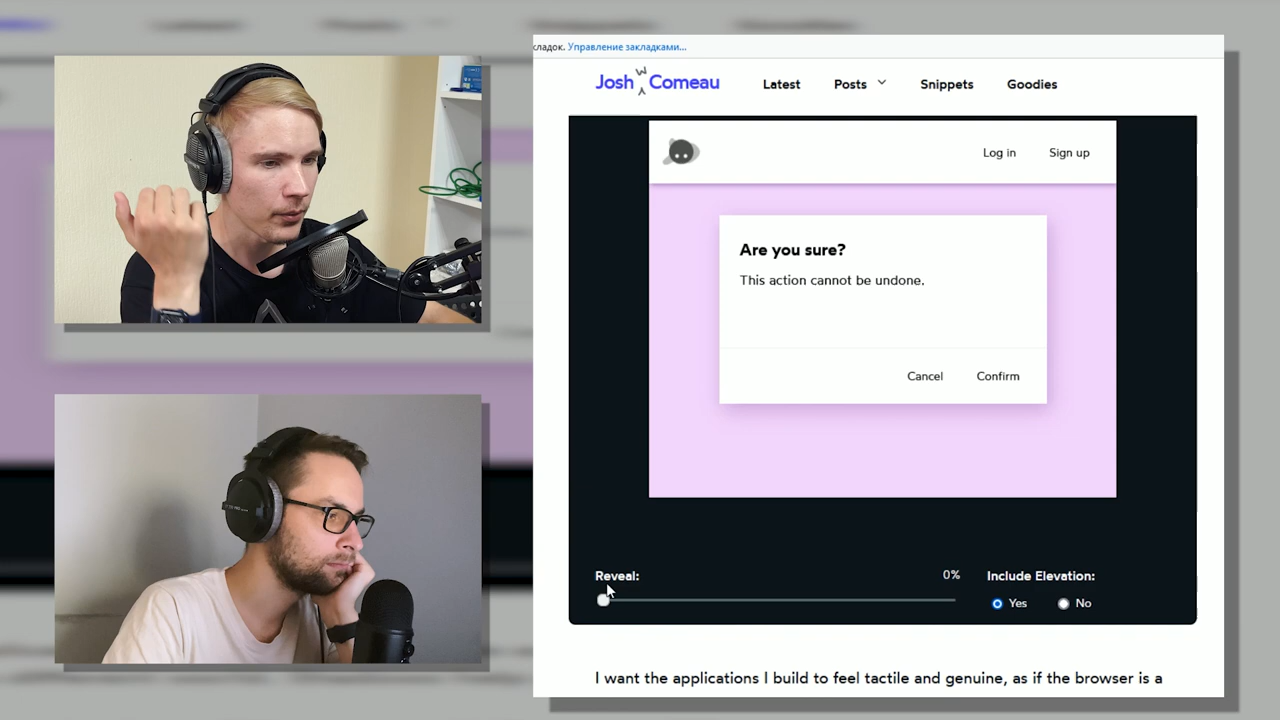 кладок. Управление закладками...
Josh W Comeau
Latest
Posts
Snippets
Goodies
Log in
Sign up
Are you sure?
This action cannot be undone.
Cancel
Confirm
Reveal:
0%
Include Elevation:
Yes
No
I want the applications I build to feel tactile and genuine, as if the browser is a